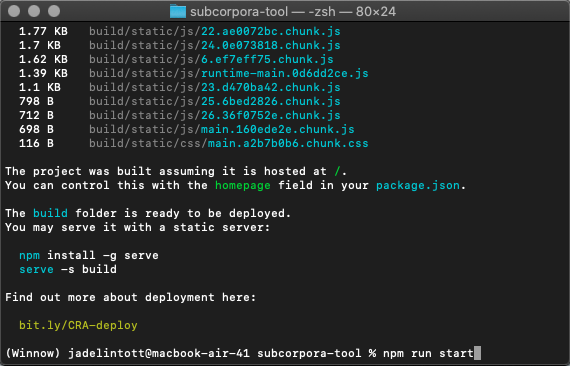 subcorpora-tool — -zsh — 80×24
1.77 KB build/static/js/22.ae0072bc.chunk.js
1.7 KB build/static/js/24.0e073818.chunk.js
1.62 KB build/static/js/6.ef7eff75.chunk.js
1.39 KB build/static/js/runtime-main.0d6dd2ce.js
1.1 KB build/static/js/23.d470ba42.chunk.js
798 B build/static/js/25.6bed2826.chunk.js
712 B build/static/js/26.36f0752e.chunk.js
698 B build/static/js/main.160ede2e.chunk.js
116 B build/static/css/main.a2b7b0b6.chunk.css
The project was built assuming it is hosted at /.
You can control this with the homepage field in your package.json.
The build folder is ready to be deployed.
You may serve it with a static server:
npm install -g serve
serve -s build
Find out more about deployment here:
bit.ly/CRA-deploy
(Winnow) jadelintott@macbook-air-41 subcorpora-tool % npm run start